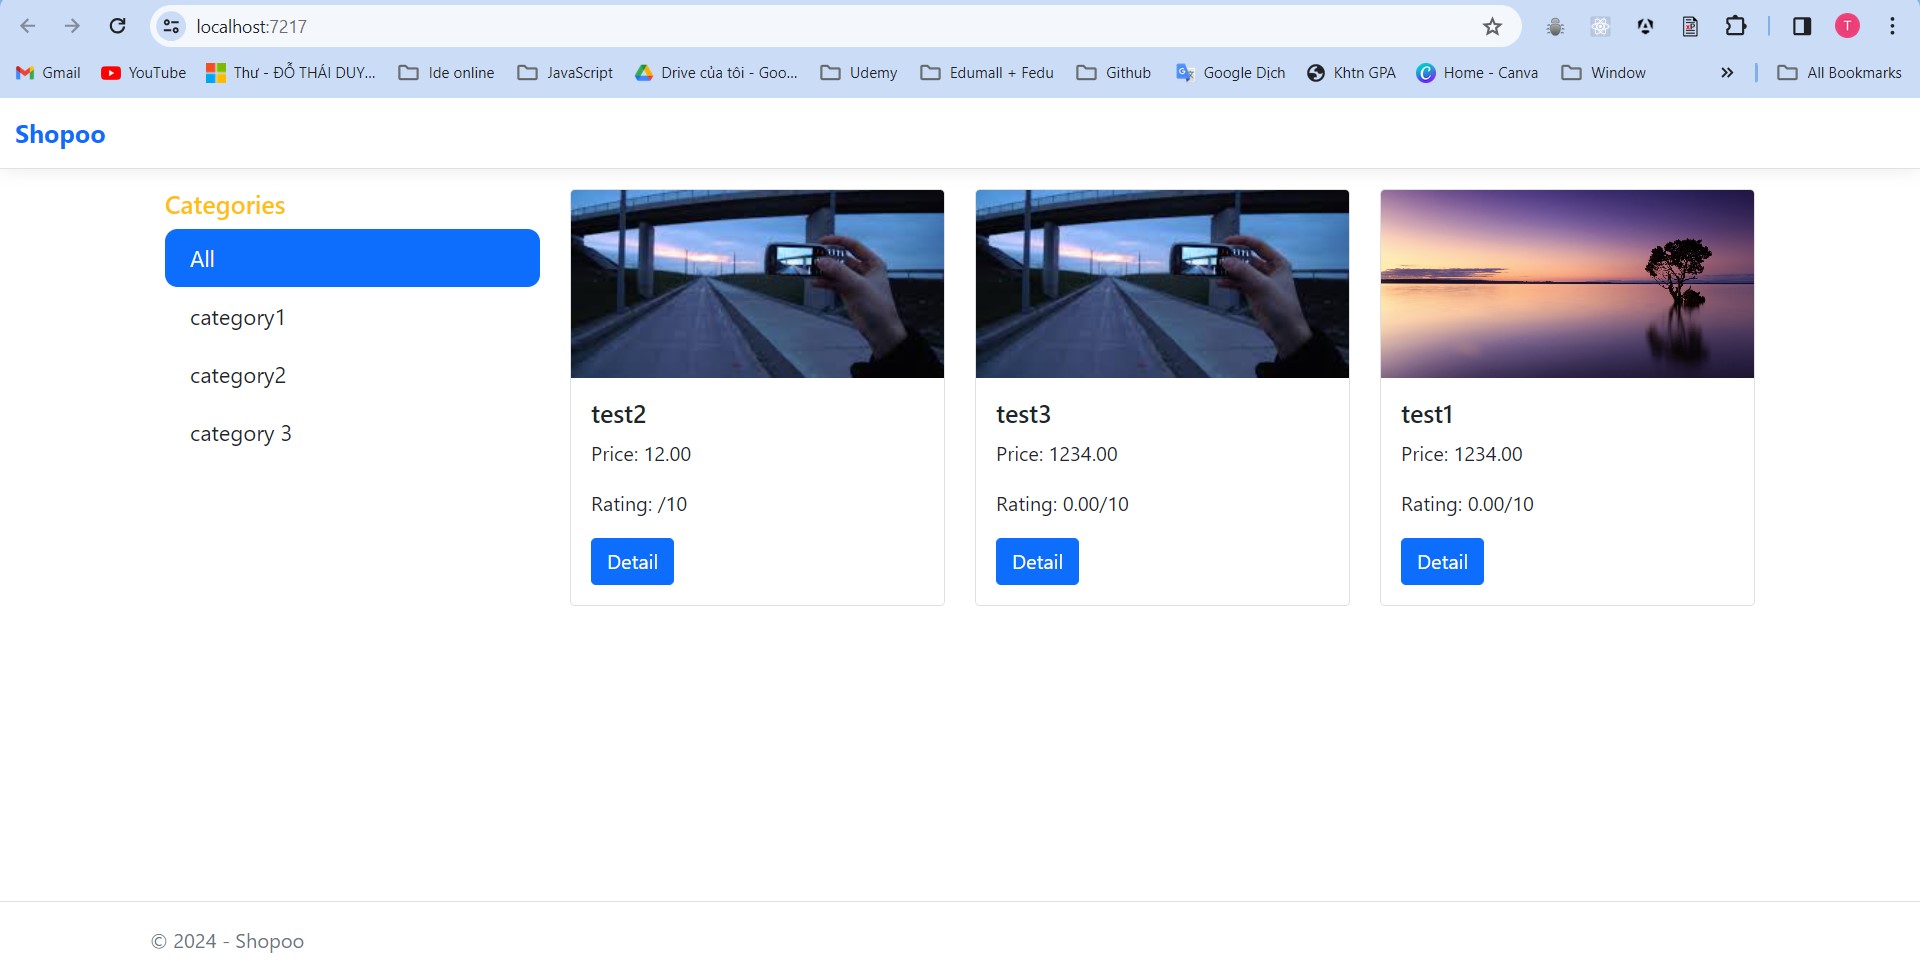 localhost:7217
T
Gmail YouTube Thư - ĐỖ THÁI DUY... Ide online JavaScript Drive của tôi - Goo... Udemy Edumall + Fedu Github Google Dịch Khtn GPA Home - Canva Window » All Bookmarks
Shopoo
Categories
All
category1
category2
category 3
test2
Price: 12.00
Rating: /10
Detail
test3
Price: 1234.00
Rating: 0.00/10
Detail
test1
Price: 1234.00
Rating: 0.00/10
Detail
© 2024 - Shopoo